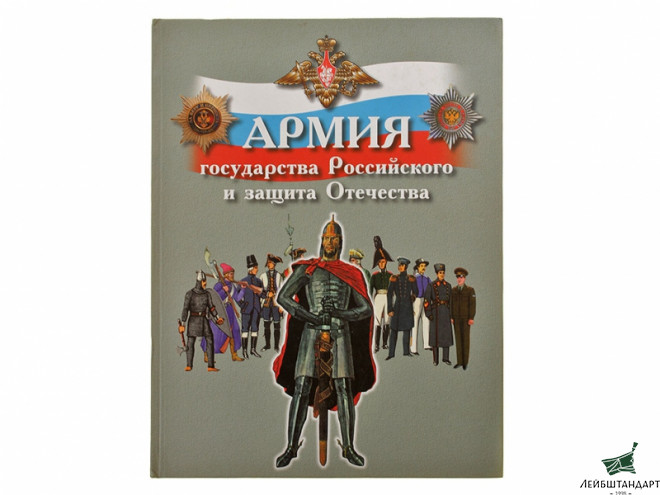 АРМИЯ
государства Российского
и защита Отечества
ЛЕЙБШТАНДАРТ